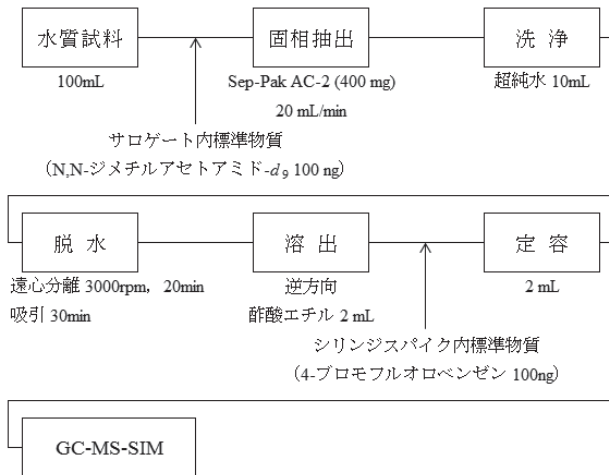 水質試料
固相抽出
洗 浄
100mL
Sep-Pak AC-2 (400 mg)
20 mL/min
超純水 10mL
サロゲート内標準物質
(N,N-ジメチルアセトアミド-d 9 100 ng)
脱 水
溶 出
定 容
遠心分離 3000rpm, 20min
吸引 30min
逆方向
酢酸エチル 2 mL
2 mL
シリンジスパイク内標準物質
(4-ブロモフルオロベンゼン 100ng)
GC-MS-SIM